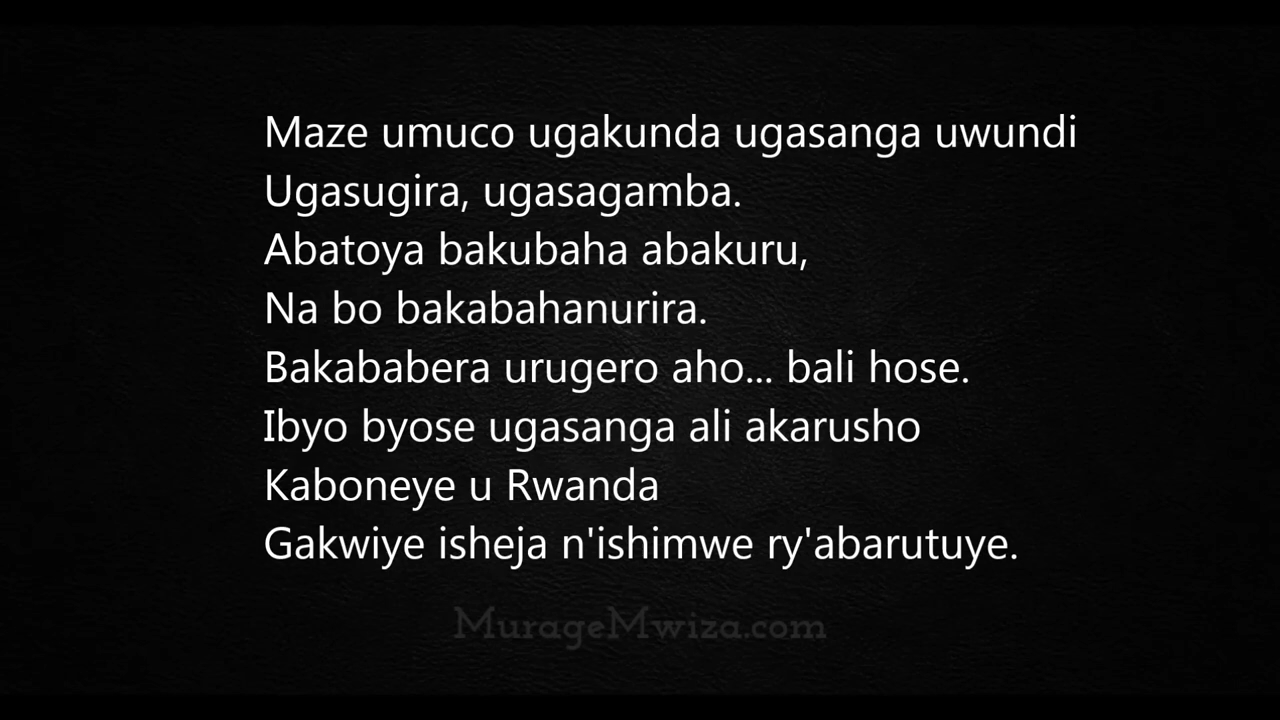 Maze umuco ugakunda ugasanga uwundi
Ugasugira, ugasagamba.
Abatoya bakubaha abakuru,
Na bo bakabahanurira.
Bakababera urugero aho... bali hose.
Ibyo byose ugasanga ali akarusho
Kaboneye u Rwanda
Gakwiye isheja n'ishimwe ry'abarutuye.
MurageMwiza.com